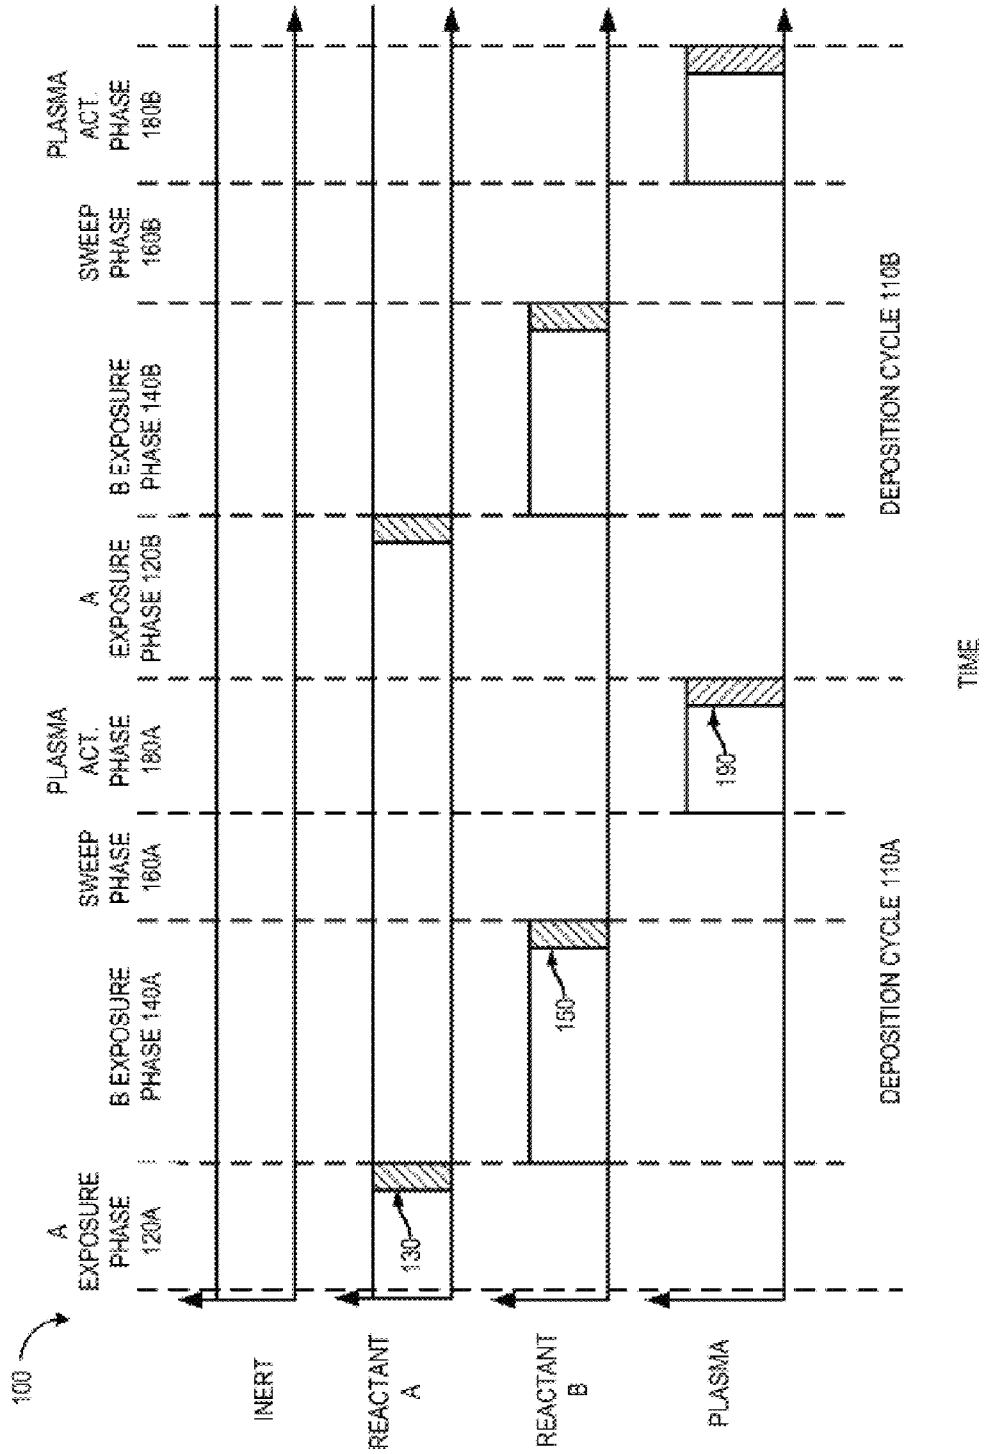 100
A
EXPOSURE
PHASE
120A
B EXPOSURE
PHASE 140A
SWEEP
PHASE
160A
PLASMA
ACT.
PHASE
180A
A
EXPOSURE
PHASE 120B
B EXPOSURE
PHASE 140B
SWEEP
PHASE
160B
PLASMA
ACT.
PHASE
180B
INERT
REACTANT
A
130
REACTANT
B
150
PLASMA
190
DEPOSITION CYCLE 110A
DEPOSITION CYCLE 110B
TIME